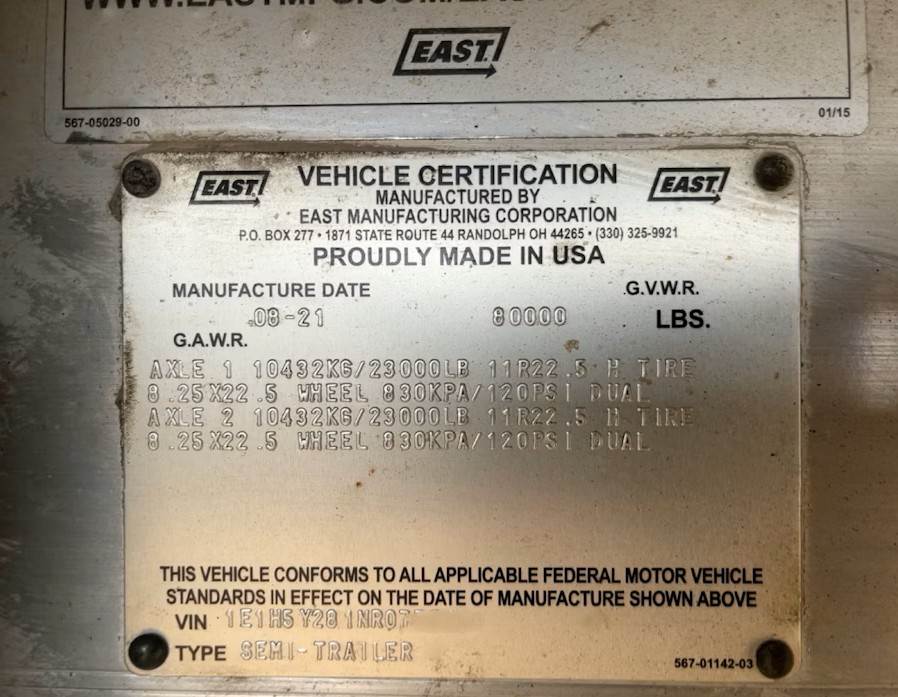 EAST
567-05029-00
01/15
EAST VEHICLE CERTIFICATION EAST
MANUFACTURED BY
EAST MANUFACTURING CORPORATION
P.O. BOX 277 • 1871 STATE ROUTE 44 RANDOLPH OH 44265 • (330) 325-9921
PROUDLY MADE IN USA
MANUFACTURE DATE G.V.W.R.
08-21 80000 LBS.
G.A.W.R.
AXLE 1 10432KG/23000LB 11R22.5 H TIRE
8.25X22.5 WHEEL 830KPA/120PSI DUAL
AXLE 2 10432KG/23000LB 11R22.5 H TIRE
8.25X22.5 WHEEL 830KPA/120PSI DUAL
THIS VEHICLE CONFORMS TO ALL APPLICABLE FEDERAL MOTOR VEHICLE
STANDARDS IN EFFECT ON THE DATE OF MANUFACTURE SHOWN ABOVE
VIN
TYPE SEMI-TRAILER
567-01142-03